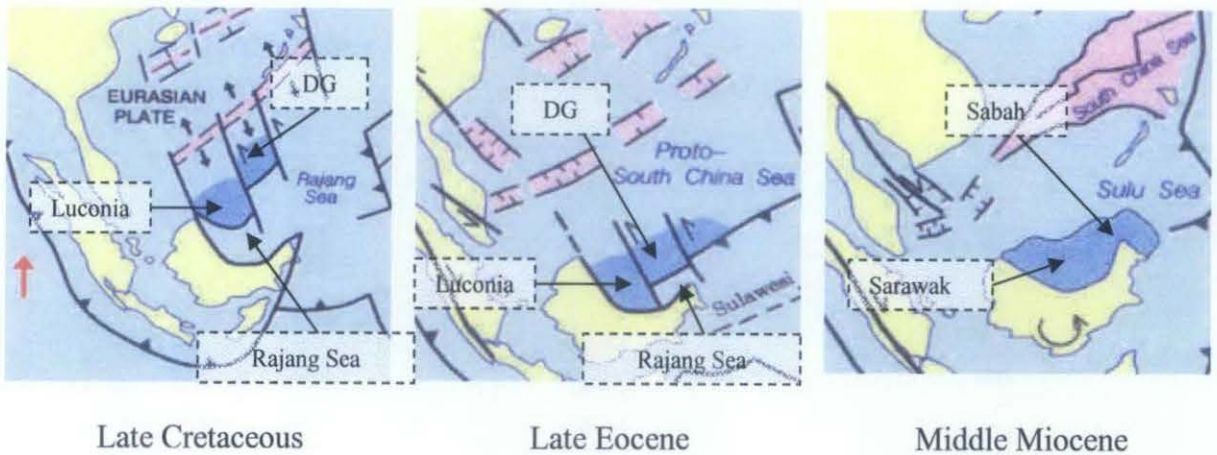 DG
EURASIAN
PLATE
Rajang
Sea
Luconia
Rajang Sea
Late Cretaceous
DG
Proto-
South China Sea
Luconia
Sulawesi
Rajang Sea
Late Eocene
South China Sea
Sabah
Sulu Sea
Sarawak
Middle Miocene